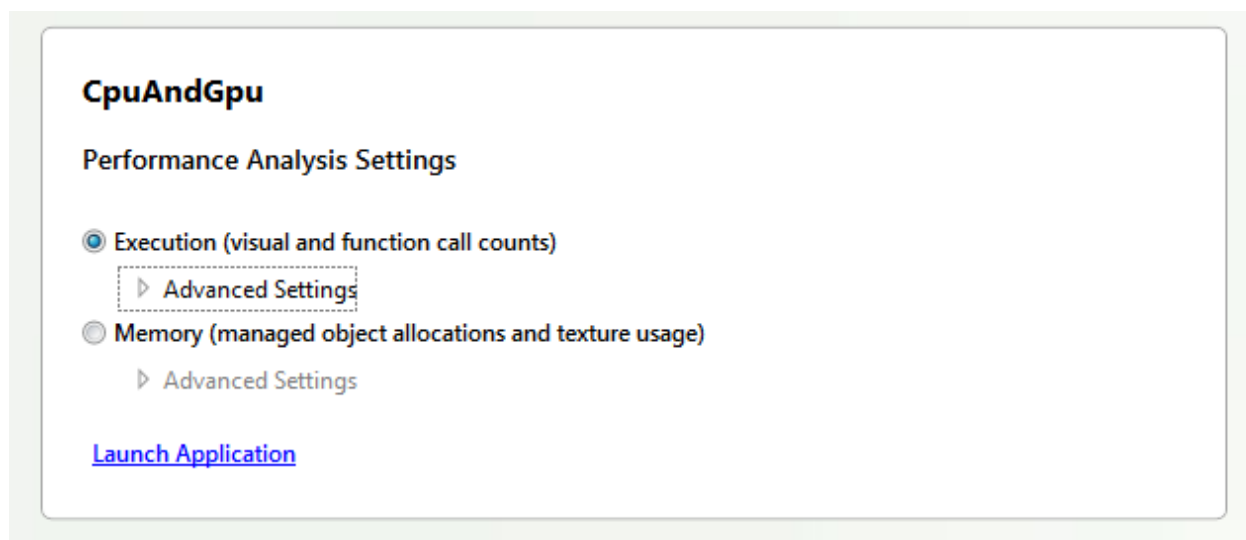 CpuAndGpu
Performance Analysis Settings
Execution (visual and function call counts)
Advanced Settings
Memory (managed object allocations and texture usage)
Advanced Settings
Launch Application